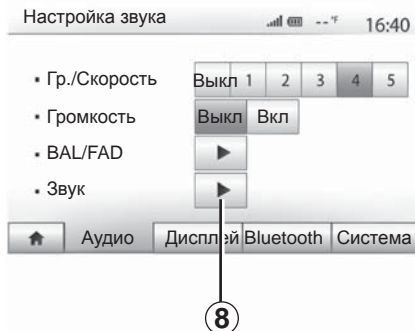 Настройка звука --°F 16:40
▪ Гр./Скорость Выкл 1 2 3 4 5
▪ Громкость Выкл Вкл
▪ BAL/FAD
▪ Звук
Аудио Дисплей Bluetooth Система
8